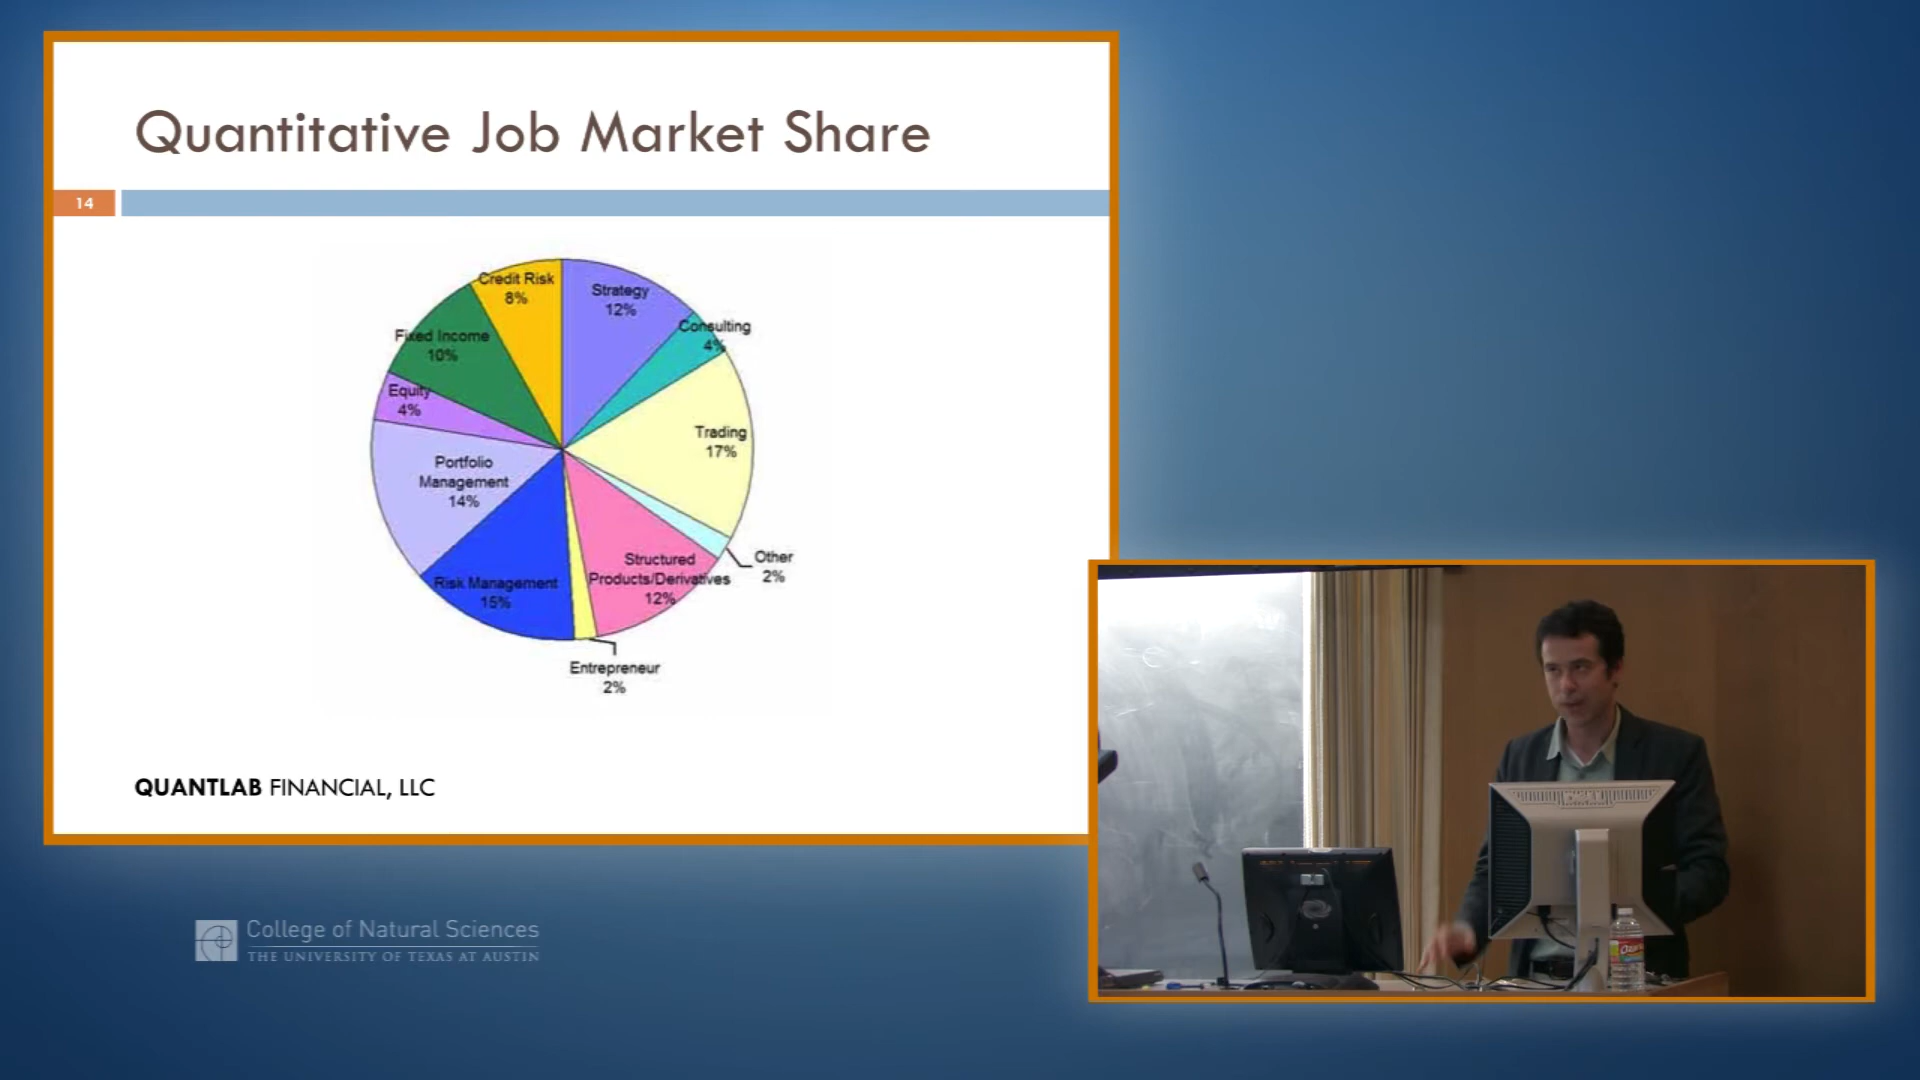 Quantitative Job Market Share
14
Credit Risk
8%
Strategy
12%
Consulting
4%
Fixed Income
10%
Equity
4%
Trading
17%
Portfolio
Management
14%
Other
2%
Structured
Products/Derivatives
12%
Risk Management
15%
Entrepreneur
2%
QUANTLAB FINANCIAL, LLC
College of Natural Sciences
THE UNIVERSITY OF TEXAS AT AUSTIN